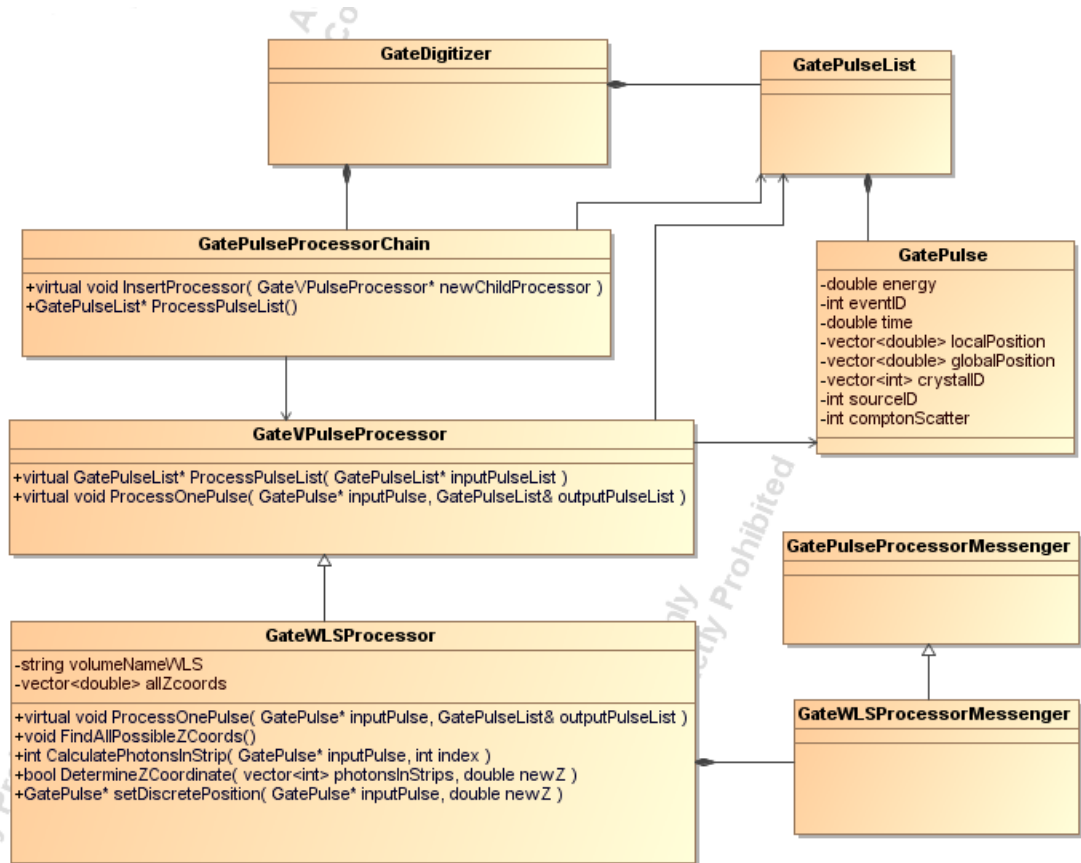 GateDigitizer
GatePulseList
GatePulseProcessorChain
+virtual void InsertProcessor( GateVPulseProcessor* newChildProcessor )
+GatePulseList* ProcessPulseList()
GatePulse
-double energy
-int eventID
-double time
-vector<double> localPosition
-vector<double> globalPosition
-vector<int> crystalID
-int sourceID
-int comptonScatter
GateVPulseProcessor
+virtual GatePulseList* ProcessPulseList( GatePulseList* inputPulseList )
+virtual void ProcessOnePulse( GatePulse* inputPulse, GatePulseList& outputPulseList )
GatePulseProcessorMessenger
GateWLSProcessor
-string volumeNameWLS
-vector<double> allZcoords
+virtual void ProcessOnePulse( GatePulse* inputPulse, GatePulseList& outputPulseList )
+void FindAllPossibleZCoords()
+int CalculatePhotonsInStrip( GatePulse* inputPulse, int index )
+bool DetermineZCoordinate( vector<int> photonsInStrips, double newZ )
+GatePulse* setDiscretePosition( GatePulse* inputPulse, double newZ )
GateWLSProcessorMessenger
Prohibited